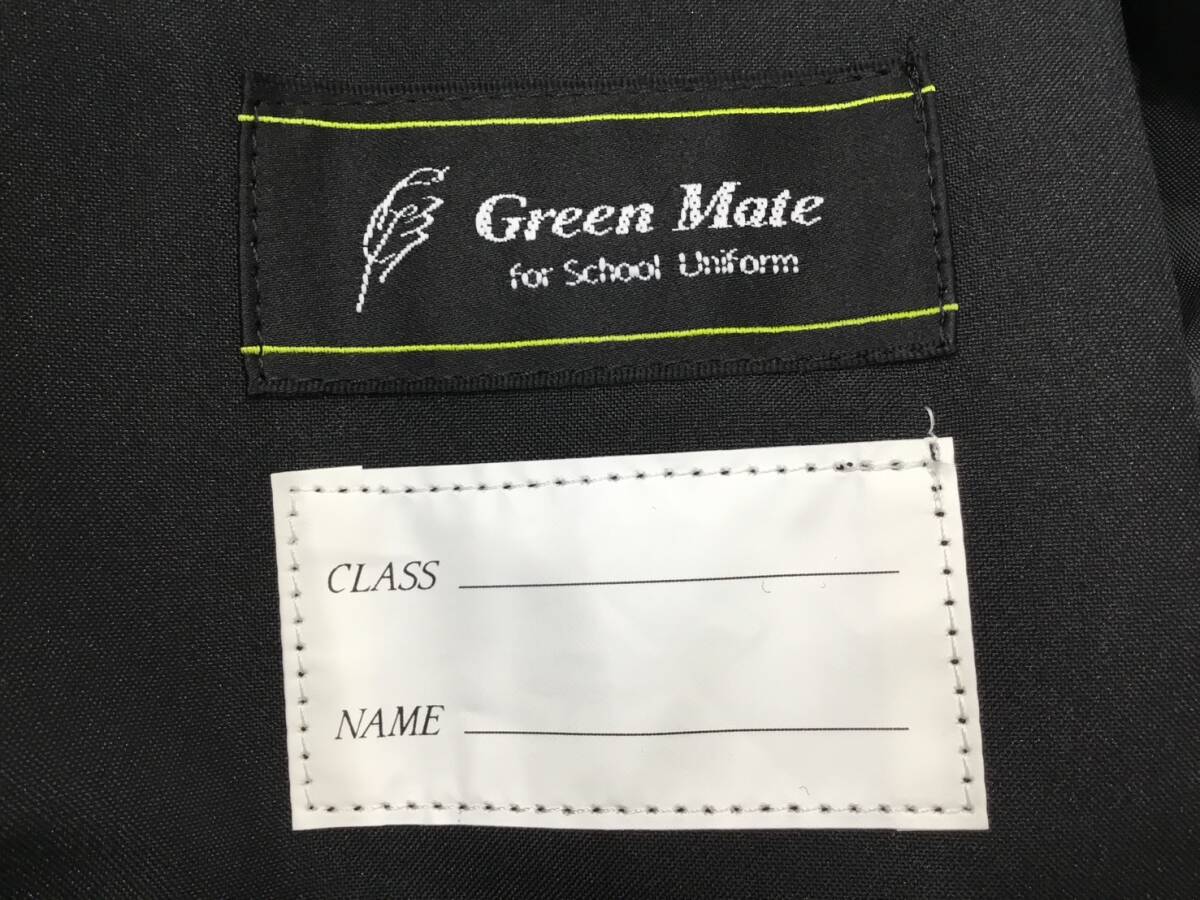 Green Mate
for School Uniform
CLASS
NAME